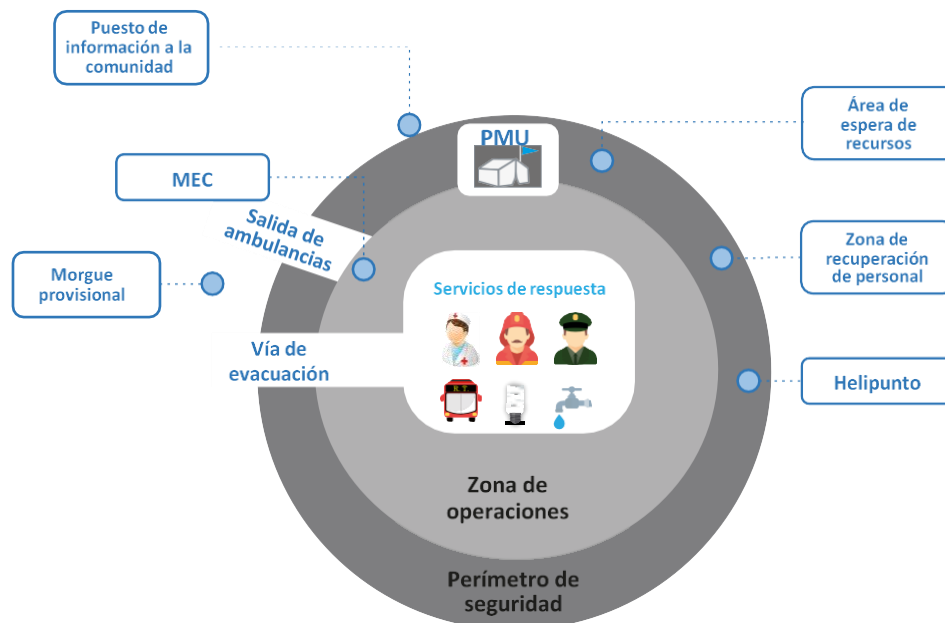 Puesto de
información a la
comunidad
PMU
Área de
espera de
recursos
MEC
Salida de
ambulancias
Zona de
recuperación
de personal
Morgue
provisional
Servicios de respuesta
Vía de
evacuación
R. 7.
Helipunto
Zona de
operaciones
Perímetro de
seguridad